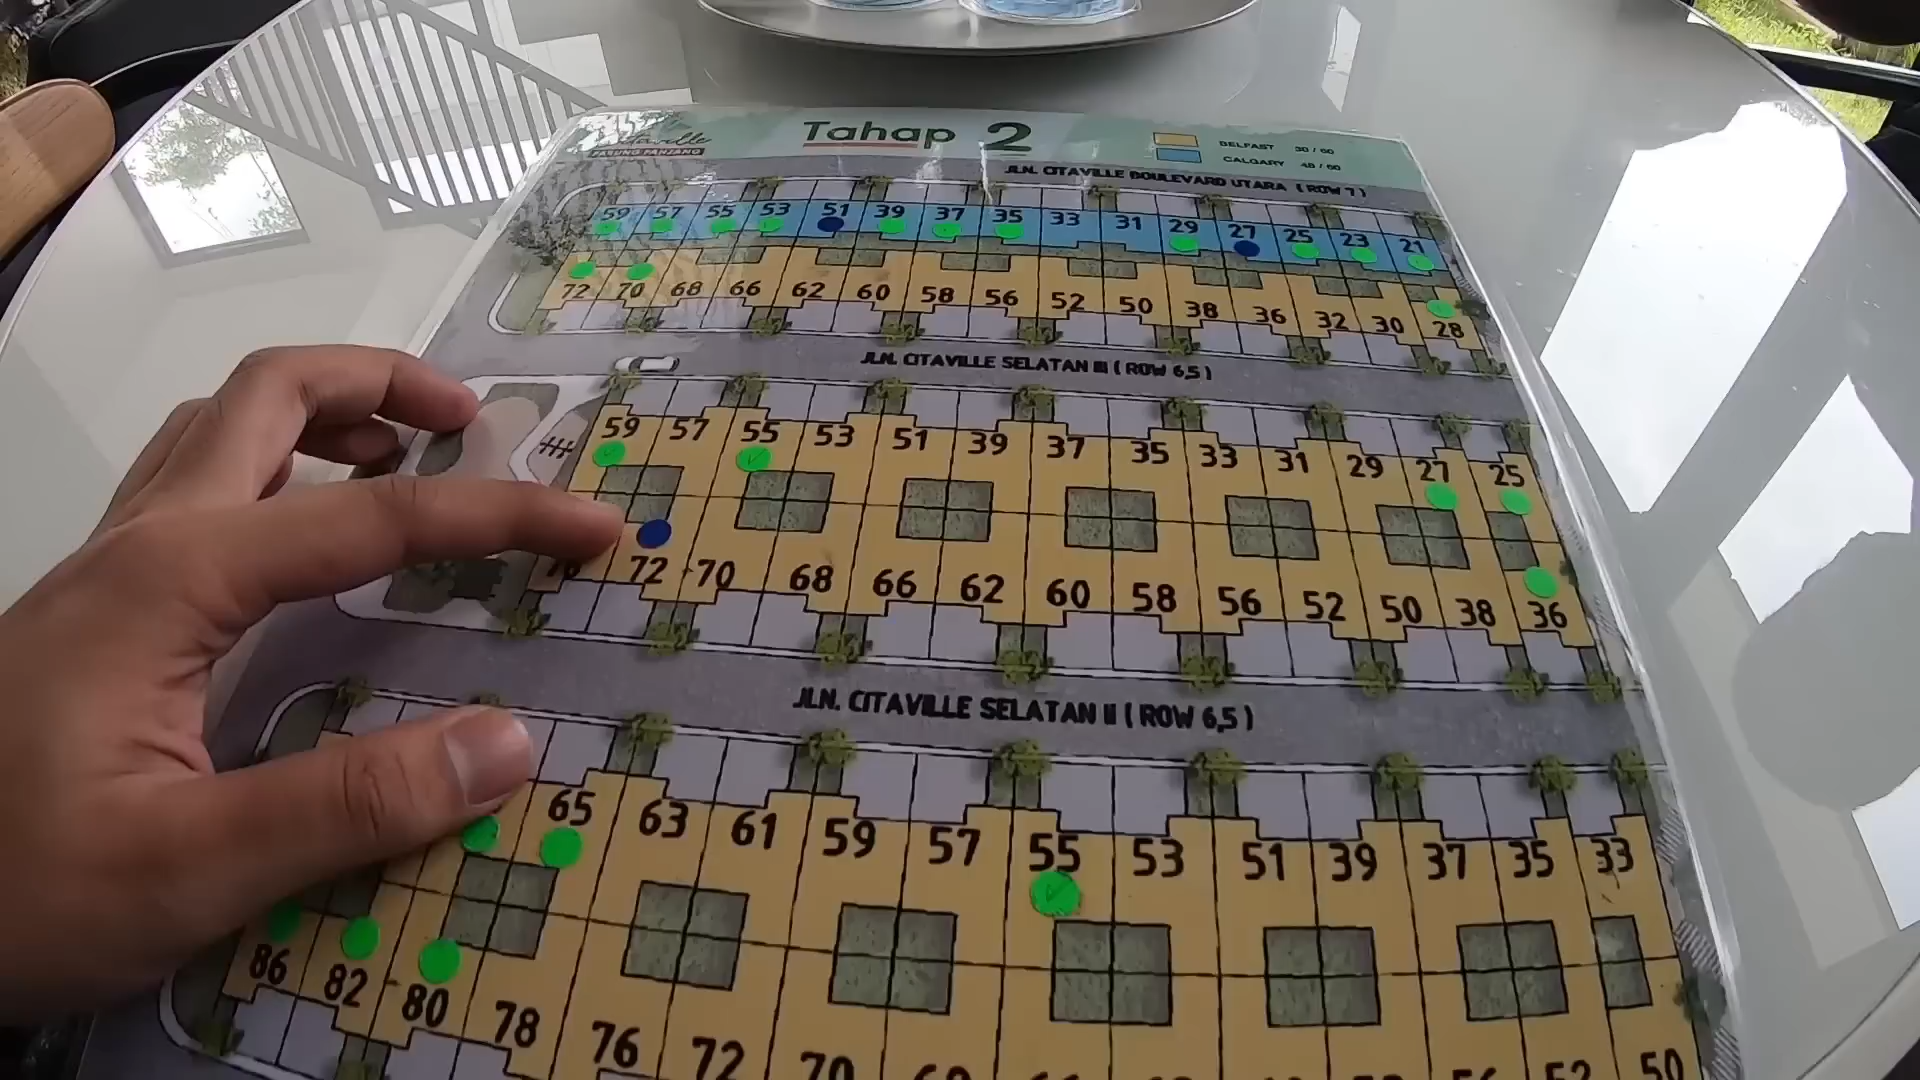 Citaville
PARUNG PANJANG
Tahap 2
BELFAST 30 / 60
CALGARY 48 / 60
JLN. CITAVILLE BOULEVARD UTARA ( ROW 7 )
59 57 55 53 51 39 37 35 33 31 29 27 25 23 21
72 70 68 66 62 60 58 56 52 50 38 36 32 30 28
JLN. CITAVILLE SELATAN III ( ROW 6,5 )
59 57 55 53 51 39 37 35 33 31 29 27 25
72 70 68 66 62 60 58 56 52 50 38 36
JLN. CITAVILLE SELATAN II ( ROW 6,5 )
65 63 61 59 57 55 53 51 39 37 35 33
86 82 80 78 76 72 70 50